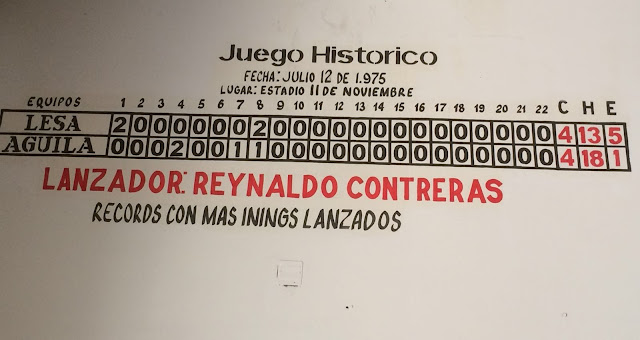 Juego Historico
FECHA: JULIO 12 DE 1.975
LUGAR: ESTADIO 11 DE NOVIEMBRE
EQUIPOS 1 2 3 4 5 6 7 8 9 10 11 12 13 14 15 16 17 18 19 20 21 22 C H E
LESA 2 0 0 0 0 0 0 2 0 0 0 0 0 0 0 0 0 0 0 0 0 0 4 13 5
AGUILA 0 0 0 2 0 0 1 1 0 0 0 0 0 0 0 0 0 0 0 0 0 0 4 18 1
LANZADOR: REYNALDO CONTRERAS
RECORDS CON MAS ININGS LANZADOS